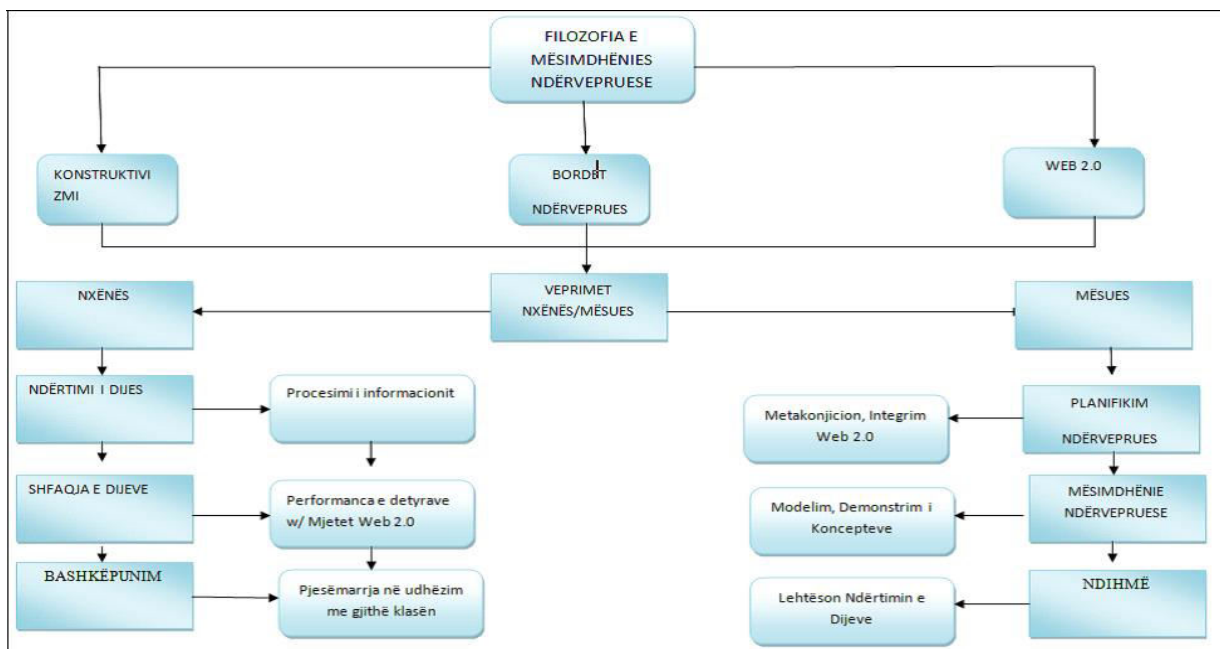 FILOZOFIA E
MËSIMDHËNIES
NDËRVEPRUESE
KONSTRUKTIVI
ZMI
BORDET
NDËRVEPRUES
WEB 2.0
VEPRIMET
NXËNËS/MËSUES
NXËNËS
MËSUES
NDËRTIMI I DIJES
Procesimi i informacionit
SHFAQJA E DIJEVE
Performanca e detyrave
w/ Mjetet Web 2.0
BASHKËPUNIM
Pjesëmarrja në udhëzim
me gjithë klasën
PLANIFIKIM
NDËRVEPRUES
Metakonjicion, Integrim
Web 2.0
MËSIMDHËNIE
NDËRVEPRUESE
Modelim, Demonstrim i
Koncepteve
NDIHMË
Lehtëson Ndërtimin e
Dijeve